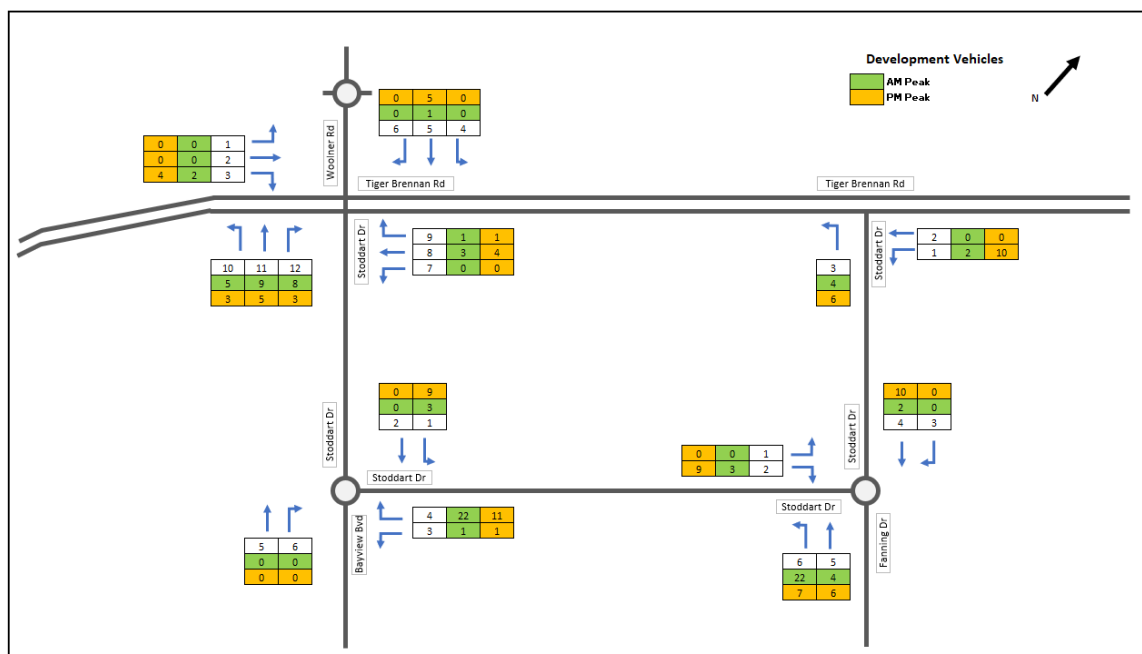 Development Vehicles
AM Peak
PM Peak
N
Woolner Rd
0 5 0
0 1 0
6 5 4
0 0 1
0 0 2
4 2 3
Tiger Brennan Rd
Tiger Brennan Rd
Stoddart Dr
9 1 1
8 3 4
7 0 0
10 11 12
5 9 8
3 5 3
3
4
6
Stoddart Dr
2 0 0
1 2 10
Stoddart Dr
0 9
0 3
2 1
Stoddart Dr
10 0
2 0
4 3
0 0 1
9 3 2
Stoddart Dr
Stoddart Dr
Bayview Bvd
4 22 11
3 1 1
5 6
0 0
0 0
Fanning Dr
6 5
22 4
7 6